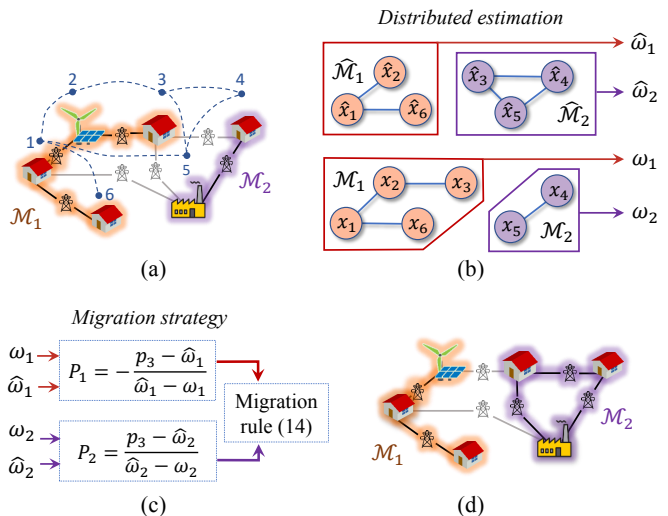 2
3
4
1
5
6
ℳ₂
ℳ₁
(a)
Distributed estimation
ω̂₁
ℳ̂₁
x̂₂
x̂₁
x̂₆
x̂₃
x̂₄
x̂₅
ℳ̂₂
ω̂₂
ℳ₁
x₂
x₃
x₁
x₆
ω₁
x₄
x₅
ℳ₂
ω₂
(b)
Migration strategy
ω₁
ω̂₁
P₁ = − (p₃ − ω̂₁) / (ω̂₁ − ω₁)
ω₂
ω̂₂
P₂ = (p₃ − ω̂₂) / (ω̂₂ − ω₂)
Migration
rule (14)
(c)
ℳ₂
ℳ₁
(d)